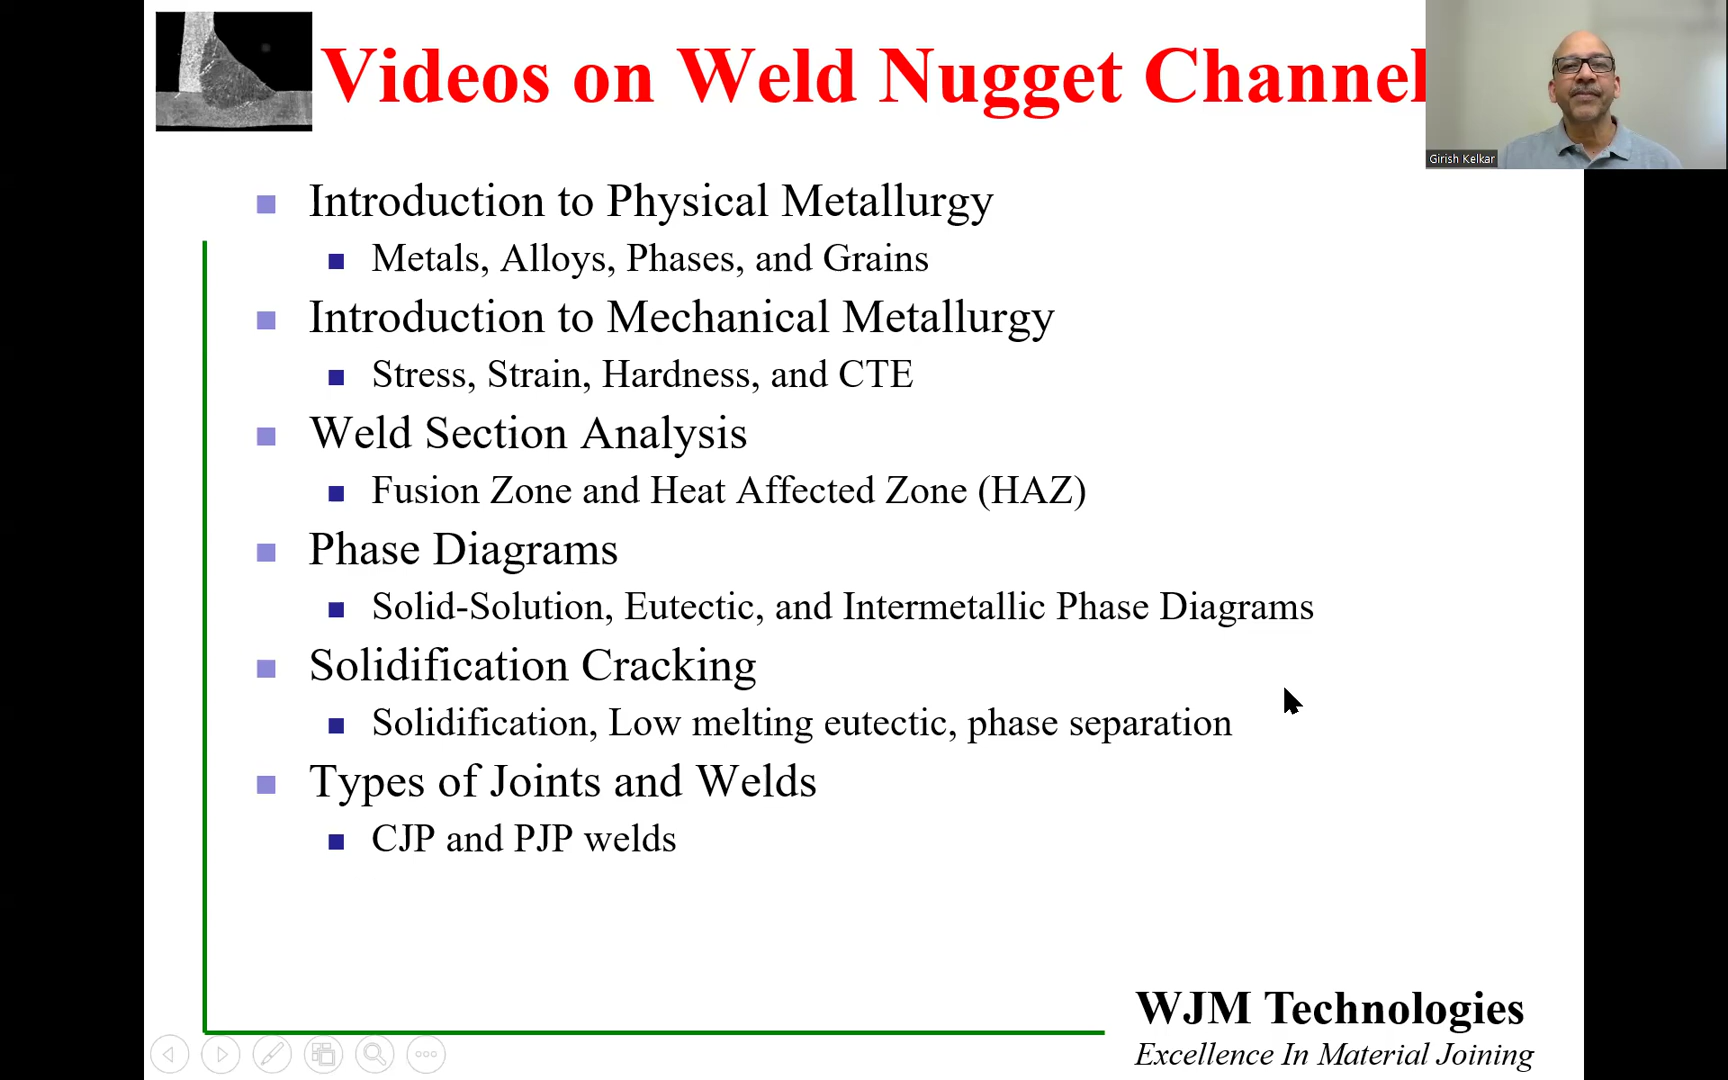 Videos on Weld Nugget Channel
Girish Kelkar
Introduction to Physical Metallurgy
Metals, Alloys, Phases, and Grains
Introduction to Mechanical Metallurgy
Stress, Strain, Hardness, and CTE
Weld Section Analysis
Fusion Zone and Heat Affected Zone (HAZ)
Phase Diagrams
Solid-Solution, Eutectic, and Intermetallic Phase Diagrams
Solidification Cracking
Solidification, Low melting eutectic, phase separation
Types of Joints and Welds
CJP and PJP welds
WJM Technologies
Excellence In Material Joining